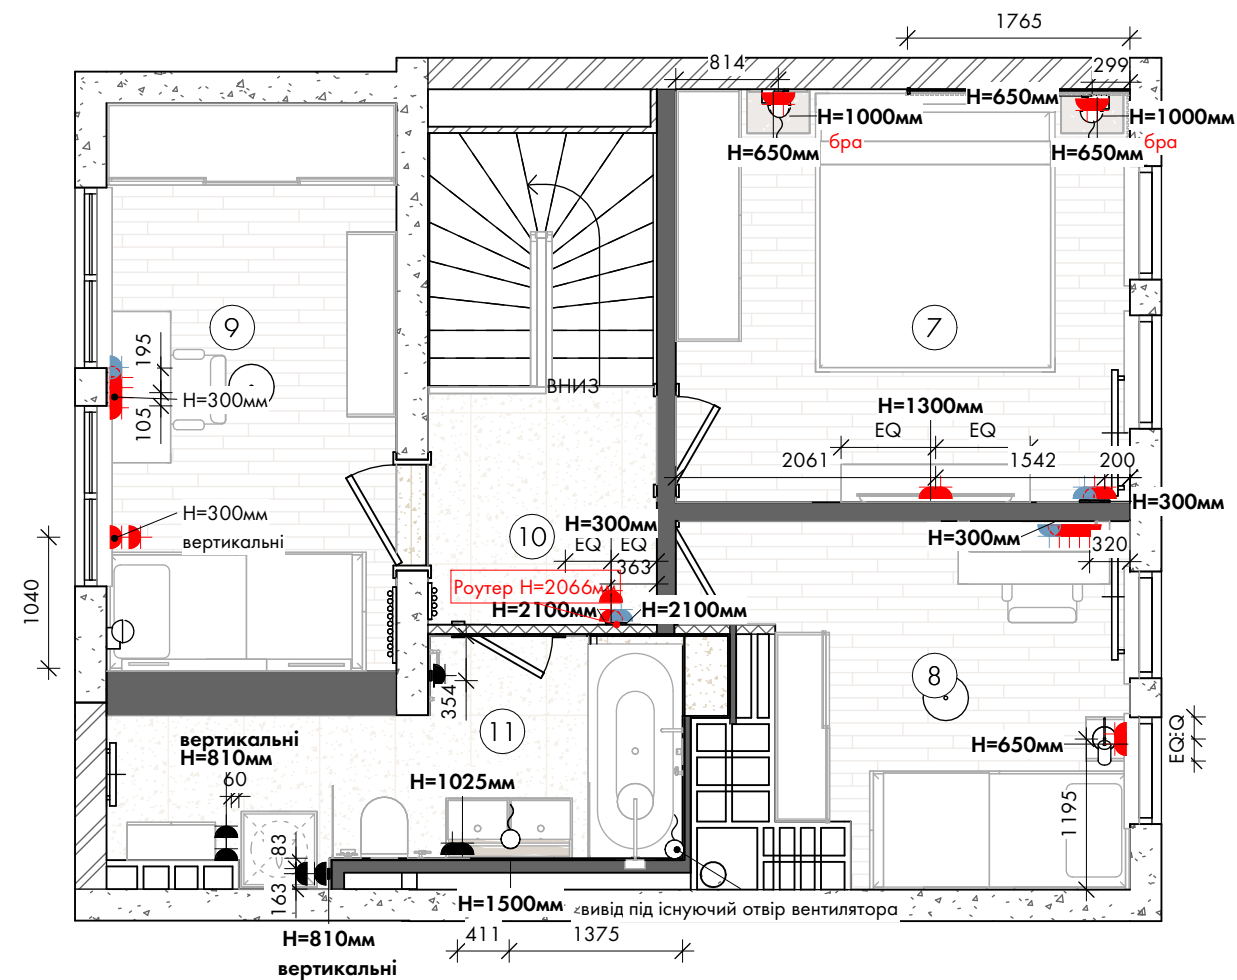 1765
814
299
H=650мм
H=1000мм
H=1000мм
бра
бра
H=650мм
H=650мм
9
7
195
ВНИЗ
H=300мм
105
H=1300мм
EQ
EQ
2061
1542
200
H=300мм
H=300мм
вертикальні
10
H=300мм
EQ
EQ
H=300мм
320
363
1040
Роутер H=2066мм
H=2100мм
H=2100мм
8
354
11
вертикальні
H=810мм
60
H=1025мм
H=650мм
EQ
EQ
1195
83
163
H=1500мм
вивід під існуючий отвір вентилятора
H=810мм
вертикальні
411
1375